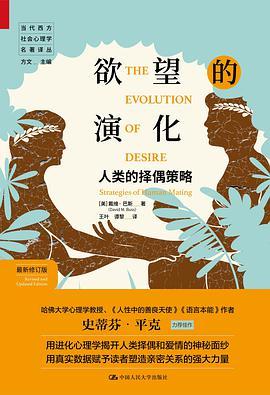 当代西方
社会心理学
名著译丛
方文 主编
欲望的
演化
THE
EVOLUTION
OF
DESIRE
人类的择偶策略
Strategies of Human Mating
[美]戴维·巴斯 著
(David M. Buss)
王叶 谭黎 译
最新修订版
Revised and
Updated Edition
哈佛大学心理学教授、《人性中的善良天使》《语言本能》作者
史蒂芬·平克 力荐佳作
用进化心理学揭开人类择偶和爱情的神秘面纱
用真实数据赋予读者塑造亲密关系的强大力量
中国人民大学出版社